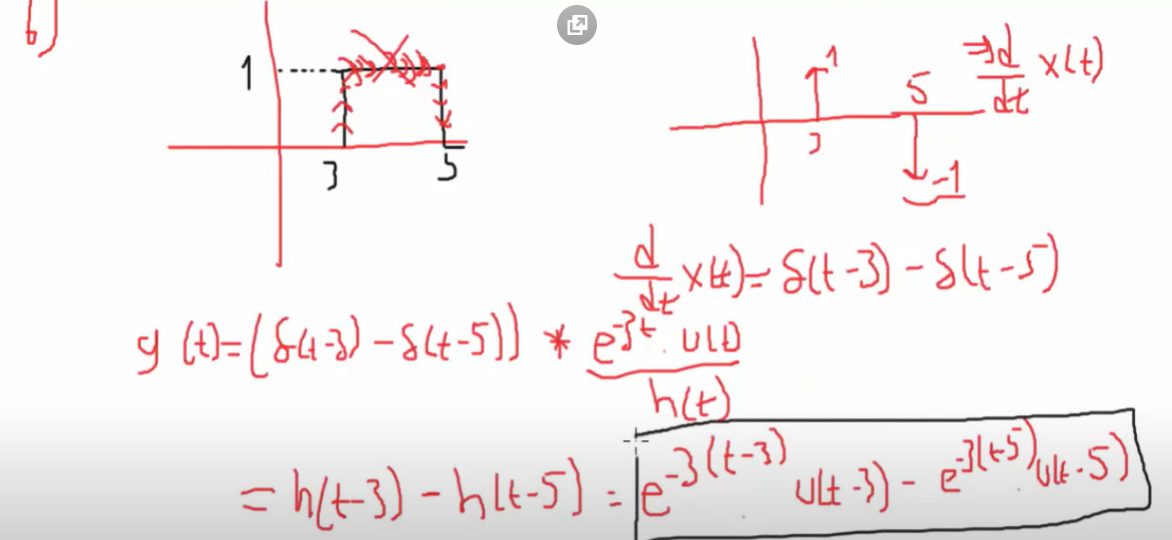 b)
1
3 5
1
3
5
-1
⇒ d/dt x(t)
d/dt x(t) = δ(t-3) - δ(t-5)
y (t) = (δ(t-3) - δ(t-5)) * e^-3t . u(t)
h(t)
= h(t-3) - h(t-5) = e^-3(t-3) u(t-3) - e^-3(t-5) u(t-5)